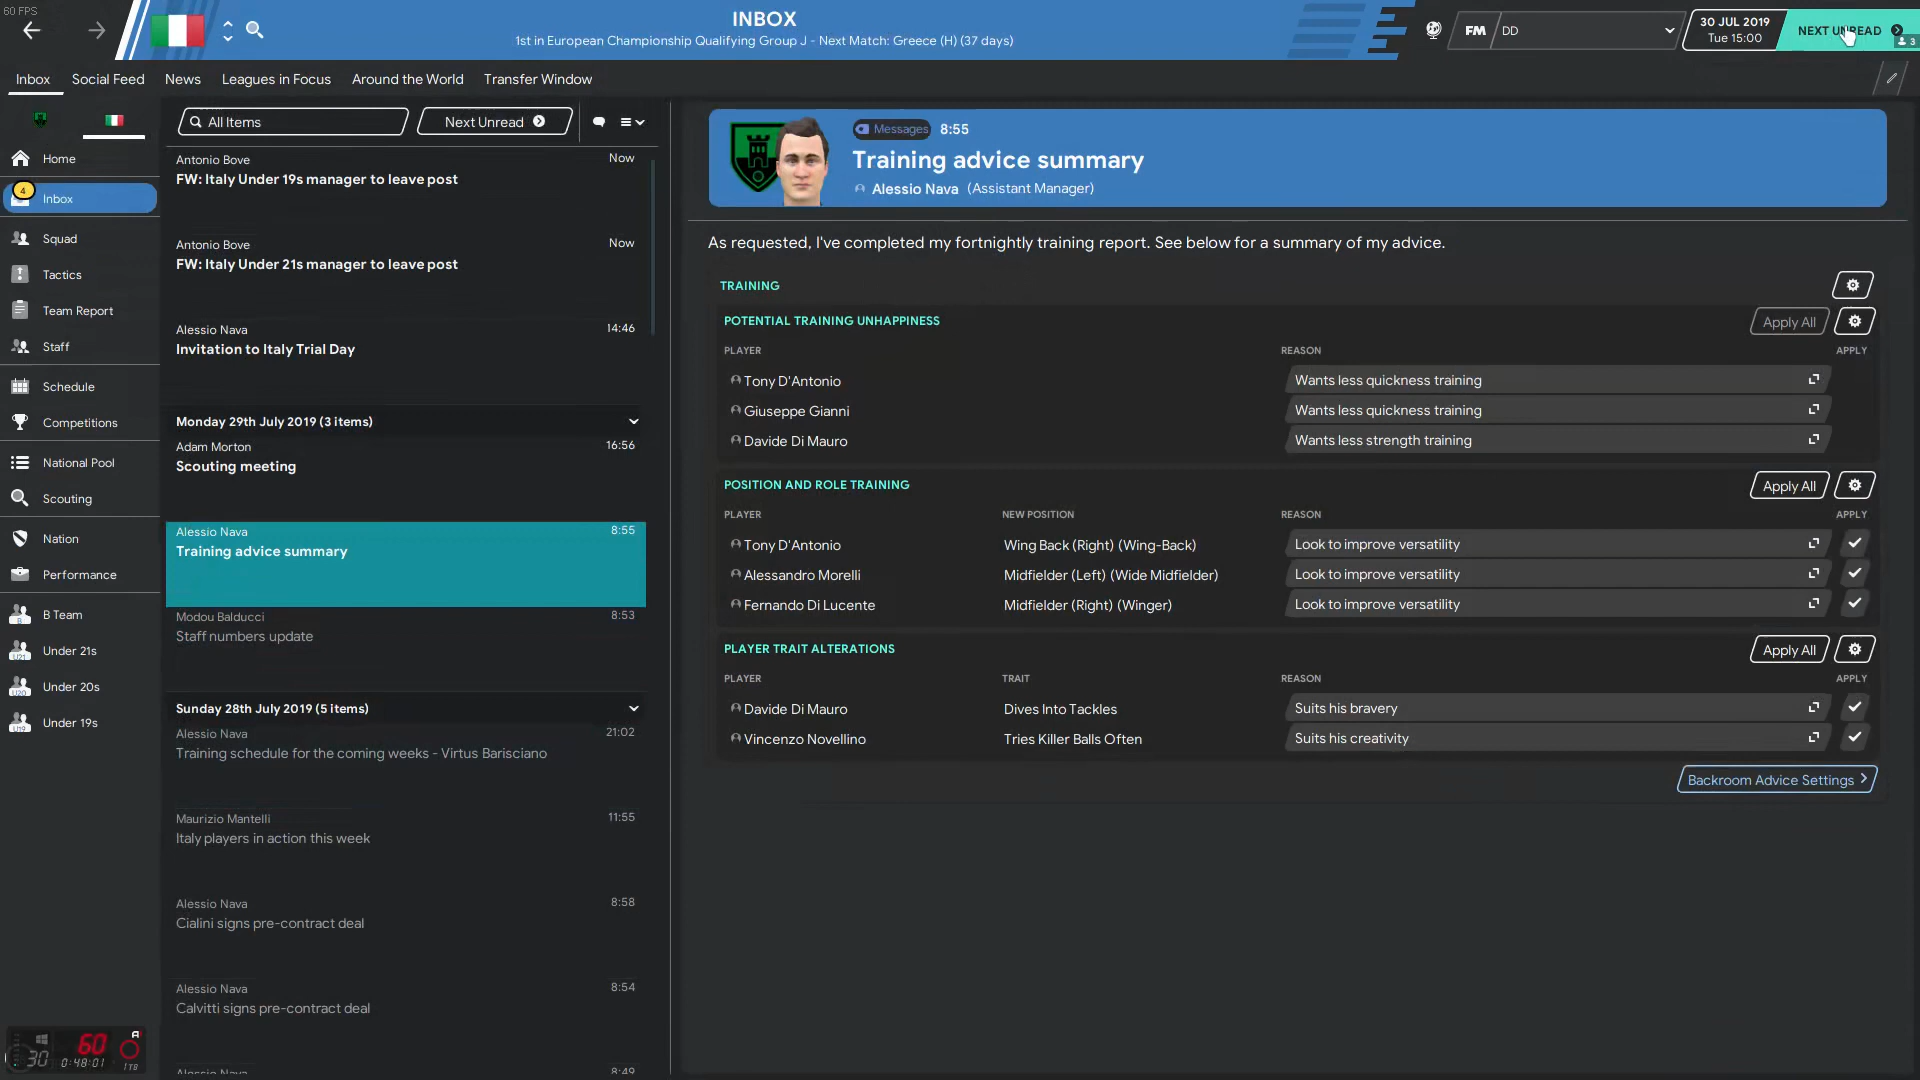 60 FPS
INBOX
1st in European Championship Qualifying Group J - Next Match: Greece (H) (37 days)
FM
DD
30 JUL 2019
Tue 15:00
NEXT UNREAD
3
Inbox
Social Feed
News
Leagues in Focus
Around the World
Transfer Window
Home
4
Inbox
Squad
Tactics
Team Report
Staff
Schedule
Competitions
National Pool
Scouting
Nation
Performance
B Team
Under 21s
Under 20s
Under 19s
All Items
Next Unread
Antonio Bove
Now
FW: Italy Under 19s manager to leave post
Antonio Bove
Now
FW: Italy Under 21s manager to leave post
Alessio Nava
14:46
Invitation to Italy Trial Day
Monday 29th July 2019 (3 items)
Adam Morton
16:56
Scouting meeting
Alessio Nava
8:55
Training advice summary
Modou Balducci
8:53
Staff numbers update
Sunday 28th July 2019 (5 items)
Alessio Nava
21:02
Training schedule for the coming weeks - Virtus Barisciano
Maurizio Mantelli
11:55
Italy players in action this week
Alessio Nava
8:58
Cialini signs pre-contract deal
Alessio Nava
8:54
Calvitti signs pre-contract deal
Alessio Nava
8:49
Messages
8:55
Training advice summary
Alessio Nava (Assistant Manager)
As requested, I've completed my fortnightly training report. See below for a summary of my advice.
TRAINING
POTENTIAL TRAINING UNHAPPINESS
Apply All
PLAYER REASON APPLY
Tony D'Antonio Wants less quickness training
Giuseppe Gianni Wants less quickness training
Davide Di Mauro Wants less strength training
POSITION AND ROLE TRAINING
Apply All
PLAYER NEW POSITION REASON APPLY
Tony D'Antonio Wing Back (Right) (Wing-Back) Look to improve versatility
Alessandro Morelli Midfielder (Left) (Wide Midfielder) Look to improve versatility
Fernando Di Lucente Midfielder (Right) (Winger) Look to improve versatility
PLAYER TRAIT ALTERATIONS
Apply All
PLAYER TRAIT REASON APPLY
Davide Di Mauro Dives Into Tackles Suits his bravery
Vincenzo Novellino Tries Killer Balls Often Suits his creativity
Backroom Advice Settings
60
30
0:48:01
A
1TB